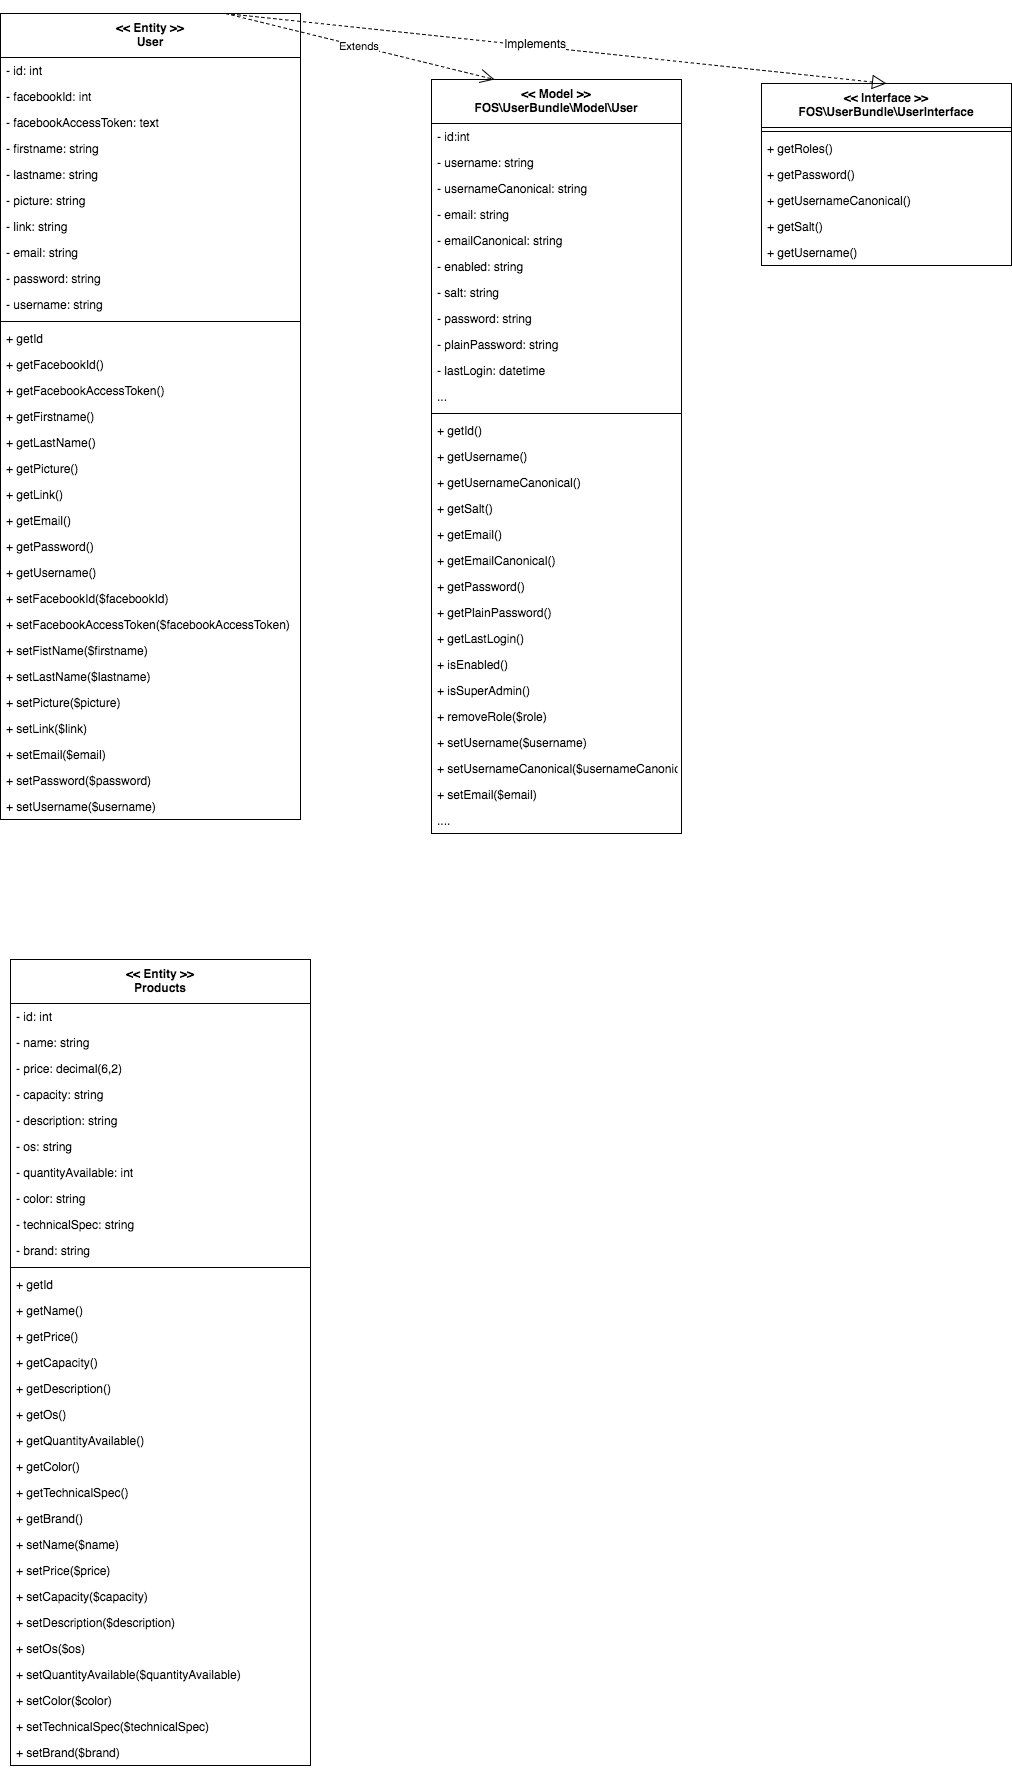 << Entity >>
User
- id: int
- facebookId: int
- facebookAccessToken: text
- firstname: string
- lastname: string
- picture: string
- link: string
- email: string
- password: string
- username: string
+ getId
+ getFacebookId()
+ getFacebookAccessToken()
+ getFirstname()
+ getLastName()
+ getPicture()
+ getLink()
+ getEmail()
+ getPassword()
+ getUsername()
+ setFacebookId($facebookId)
+ setFacebookAccessToken($facebookAccessToken)
+ setFistName($firstname)
+ setLastName($lastname)
+ setPicture($picture)
+ setLink($link)
+ setEmail($email)
+ setPassword($password)
+ setUsername($username)
Extends
Implements
<< Model >>
FOS\UserBundle\Model\User
- id:int
- username: string
- usernameCanonical: string
- email: string
- emailCanonical: string
- enabled: string
- salt: string
- password: string
- plainPassword: string
- lastLogin: datetime
...
+ getId()
+ getUsername()
+ getUsernameCanonical()
+ getSalt()
+ getEmail()
+ getEmailCanonical()
+ getPassword()
+ getPlainPassword()
+ getLastLogin()
+ isEnabled()
+ isSuperAdmin()
+ removeRole($role)
+ setUsername($username)
+ setUsernameCanonical($usernameCanonic
+ setEmail($email)
....
<< Interface >>
FOS\UserBundle\UserInterface
+ getRoles()
+ getPassword()
+ getUsernameCanonical()
+ getSalt()
+ getUsername()
<< Entity >>
Products
- id: int
- name: string
- price: decimal(6,2)
- capacity: string
- description: string
- os: string
- quantityAvailable: int
- color: string
- technicalSpec: string
- brand: string
+ getId
+ getName()
+ getPrice()
+ getCapacity()
+ getDescription()
+ getOs()
+ getQuantityAvailable()
+ getColor()
+ getTechnicalSpec()
+ getBrand()
+ setName($name)
+ setPrice($price)
+ setCapacity($capacity)
+ setDescription($description)
+ setOs($os)
+ setQuantityAvailable($quantityAvailable)
+ setColor($color)
+ setTechnicalSpec($technicalSpec)
+ setBrand($brand)